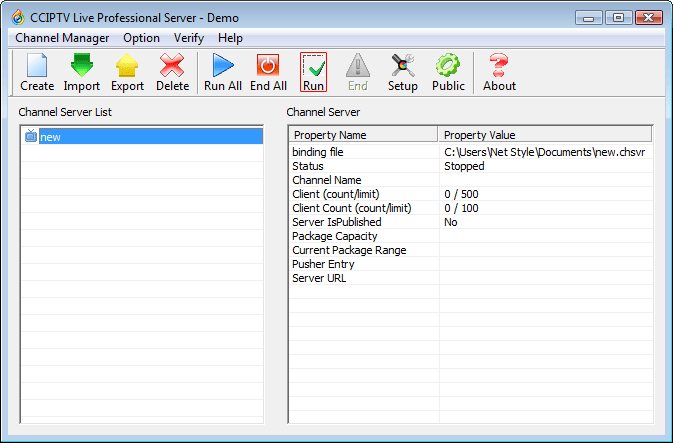 CCIPTV Live Professional Server - Demo
Channel Manager Option Verify Help
Create Import Export Delete Run All End All Run End Setup Public About
Channel Server List
new
Channel Server
Property Name Property Value
binding file C:\Users\Net Style\Documents\new.chsvr
Status Stopped
Channel Name
Client (count/limit) 0 / 500
Client Count (count/limit) 0 / 100
Server IsPublished No
Package Capacity
Current Package Range
Pusher Entry
Server URL